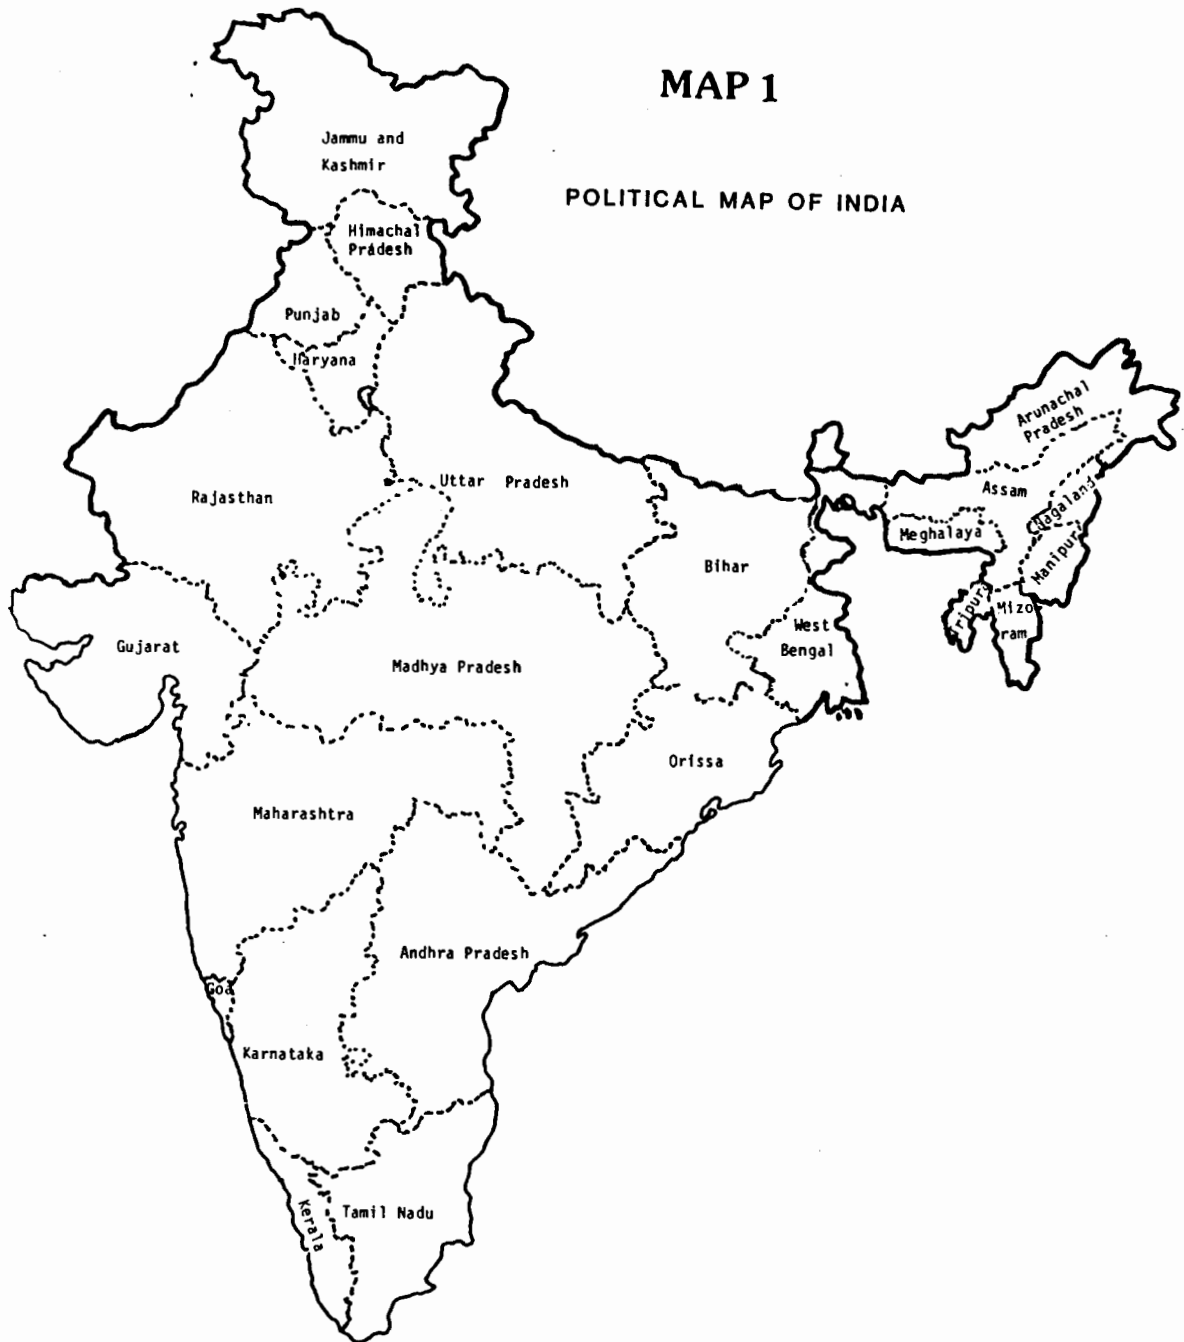 MAP 1
POLITICAL MAP OF INDIA
Jammu and
Kashmir
Himachal
Pradesh
Punjab
Haryana
Rajasthan
Uttar Pradesh
Arunachal
Pradesh
Assam
Nagaland
Meghalaya
Manipur
Bihar
Tripura
Mizo
ram
West
Bengal
Gujarat
Madhya Pradesh
Orissa
Maharashtra
Andhra Pradesh
Goa
Karnataka
Kerala
Tamil Nadu